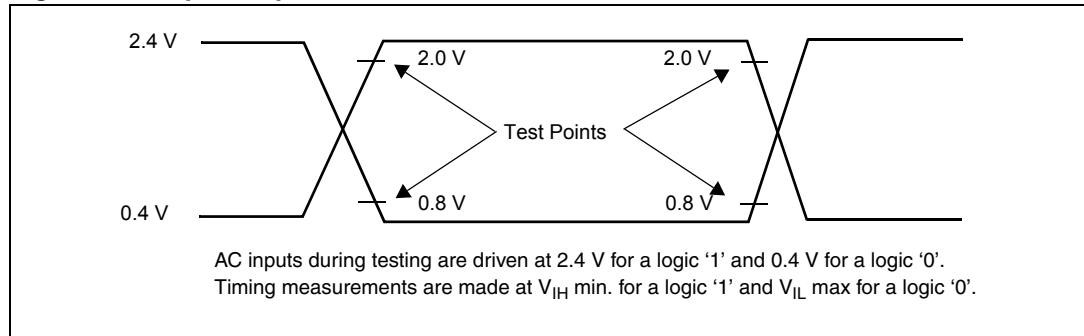 2.4 V
2.0 V
2.0 V
Test Points
0.8 V
0.8 V
0.4 V
AC inputs during testing are driven at 2.4 V for a logic ‘1’ and 0.4 V for a logic ‘0’.
Timing measurements are made at VIH min. for a logic ‘1’ and VIL max for a logic ‘0’.